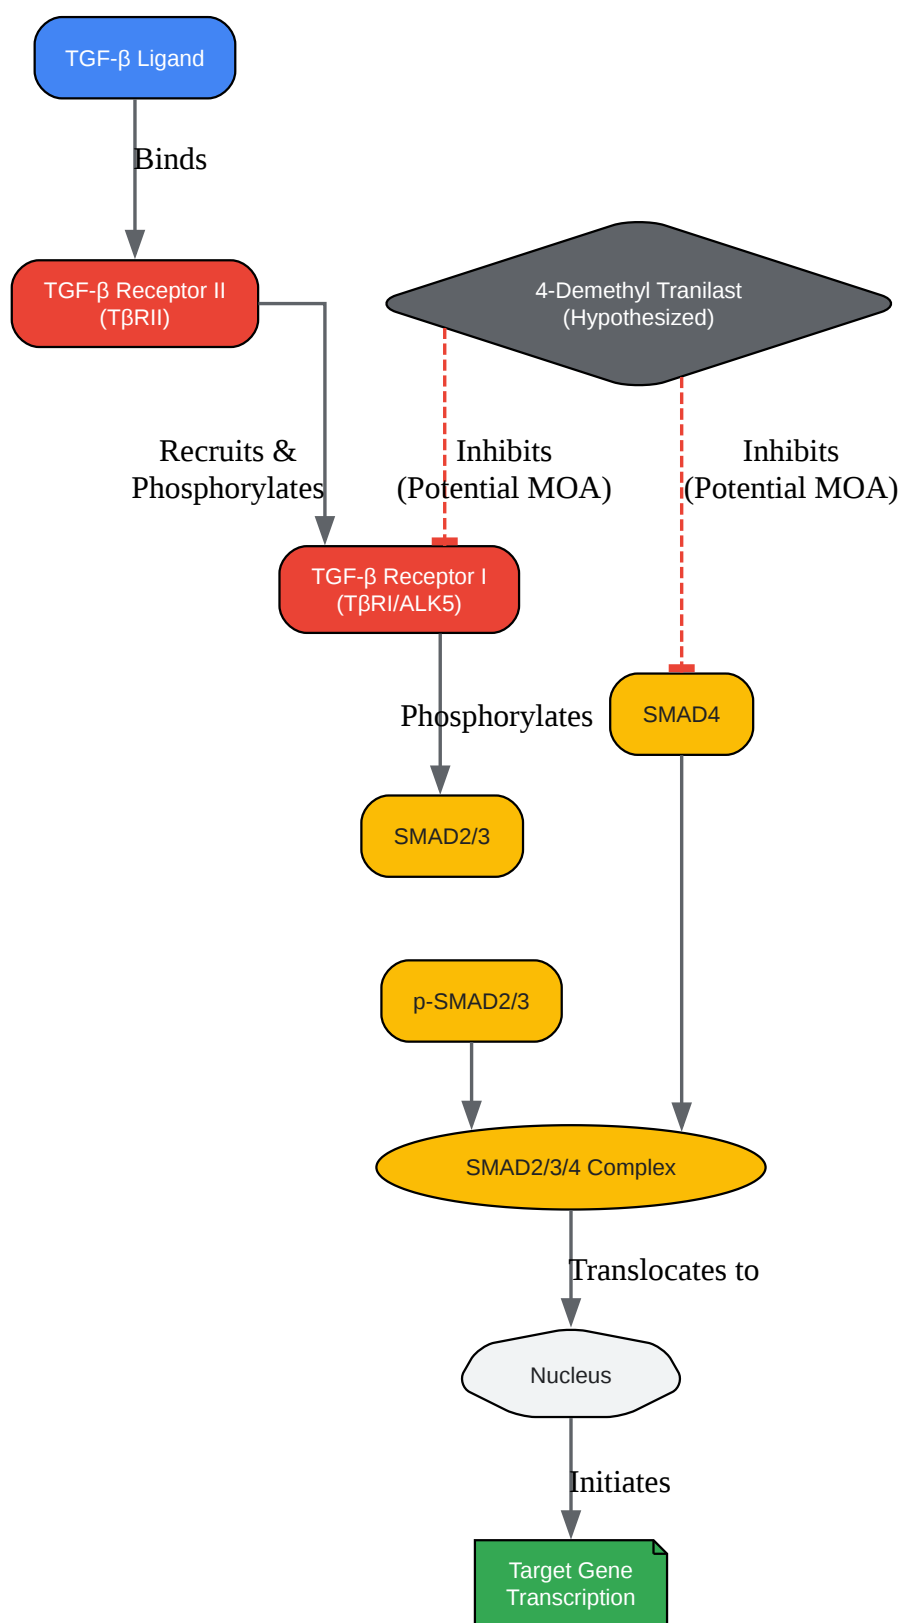 TGF-β Ligand
Binds
TGF-β Receptor II
(TβRII)
4-Demethyl Tranilast
(Hypothesized)
Recruits &
Phosphorylates
Inhibits
(Potential MOA)
Inhibits
(Potential MOA)
TGF-β Receptor I
(TβRI/ALK5)
Phosphorylates
SMAD4
SMAD2/3
p-SMAD2/3
SMAD2/3/4 Complex
Translocates to
Nucleus
Initiates
Target Gene
Transcription